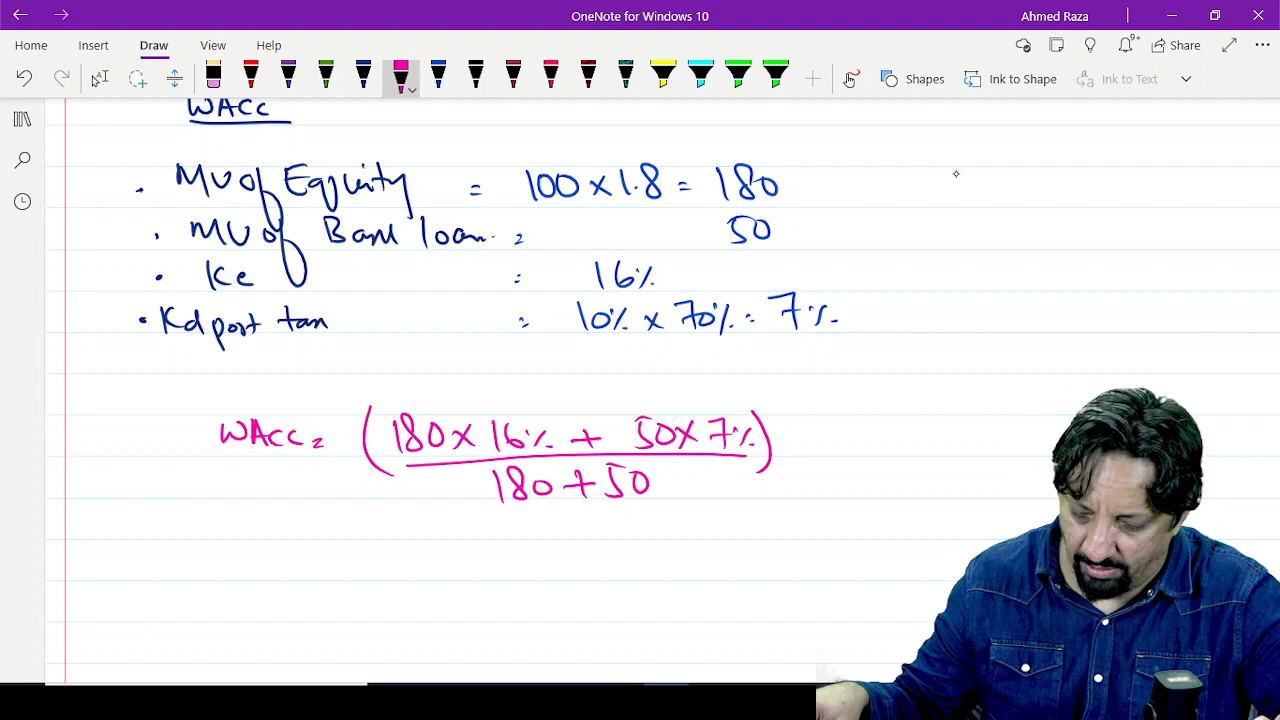 OneNote for Windows 10
Ahmed Raza
Home Insert Draw View Help
Share
Shapes Ink to Shape Ink to Text
WACC
. MV of Equity = 100 x 1.8 = 180
. MV of Bank loan = 50
. Ke = 16%
. Kd post tax = 10% x 70% = 7%
WACC = (180 x 16% + 50 x 7%)
180 + 50